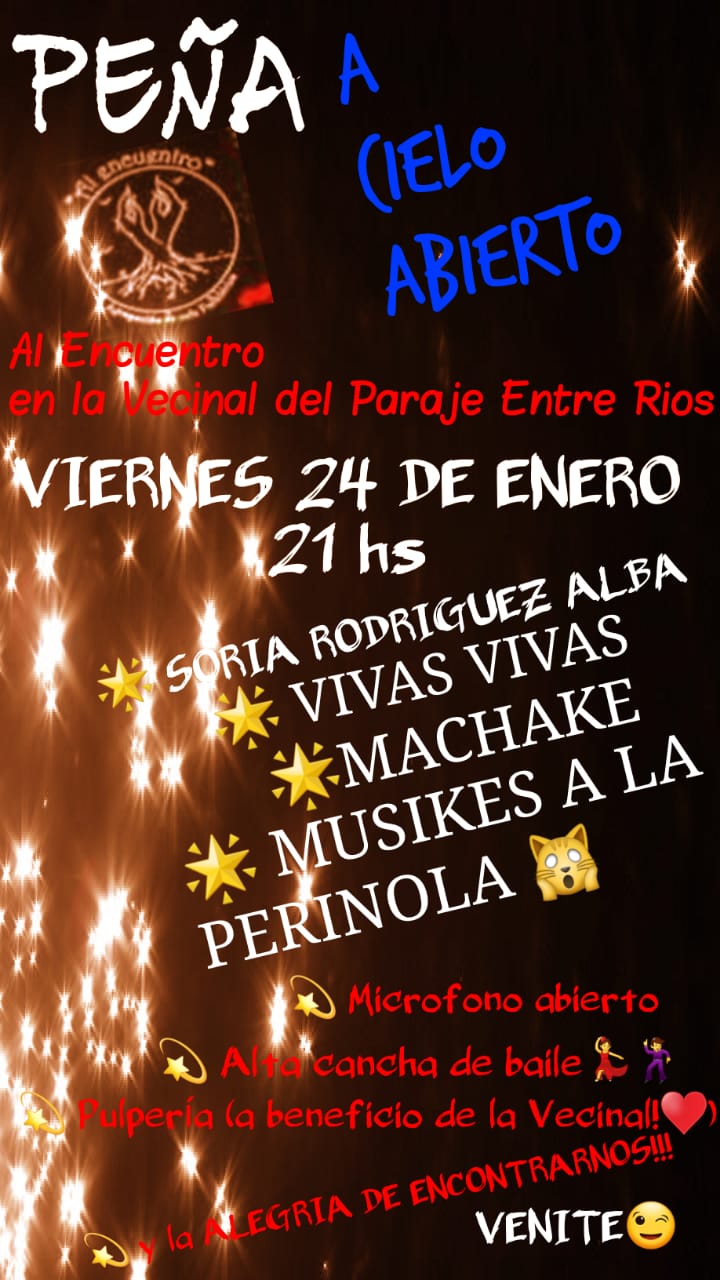 PEÑA A
CIELO
ABIERTO
"Al encuentro"
Al Encuentro
en la Vecinal del Paraje Entre Rios
VIERNES 24 DE ENERO
21 hs
🌟 SORIA RODRIGUEZ ALBA
🌟 VIVAS VIVAS
🌟MACHAKE
🌟 MUSIKES A LA
PERINOLA 🙀
💫 Microfono abierto
💫 Alta cancha de baile💃🕺
💫 Pulpería (a beneficio de la Vecinal!❤️)
💫 y la ALEGRIA DE ENCONTRARNOS!!!
VENITE😉